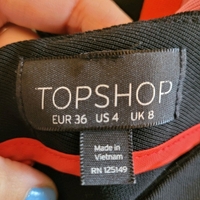 TOPSHOP
EUR 36 US 4 UK 8
Made in
Vietnam
RN 125149